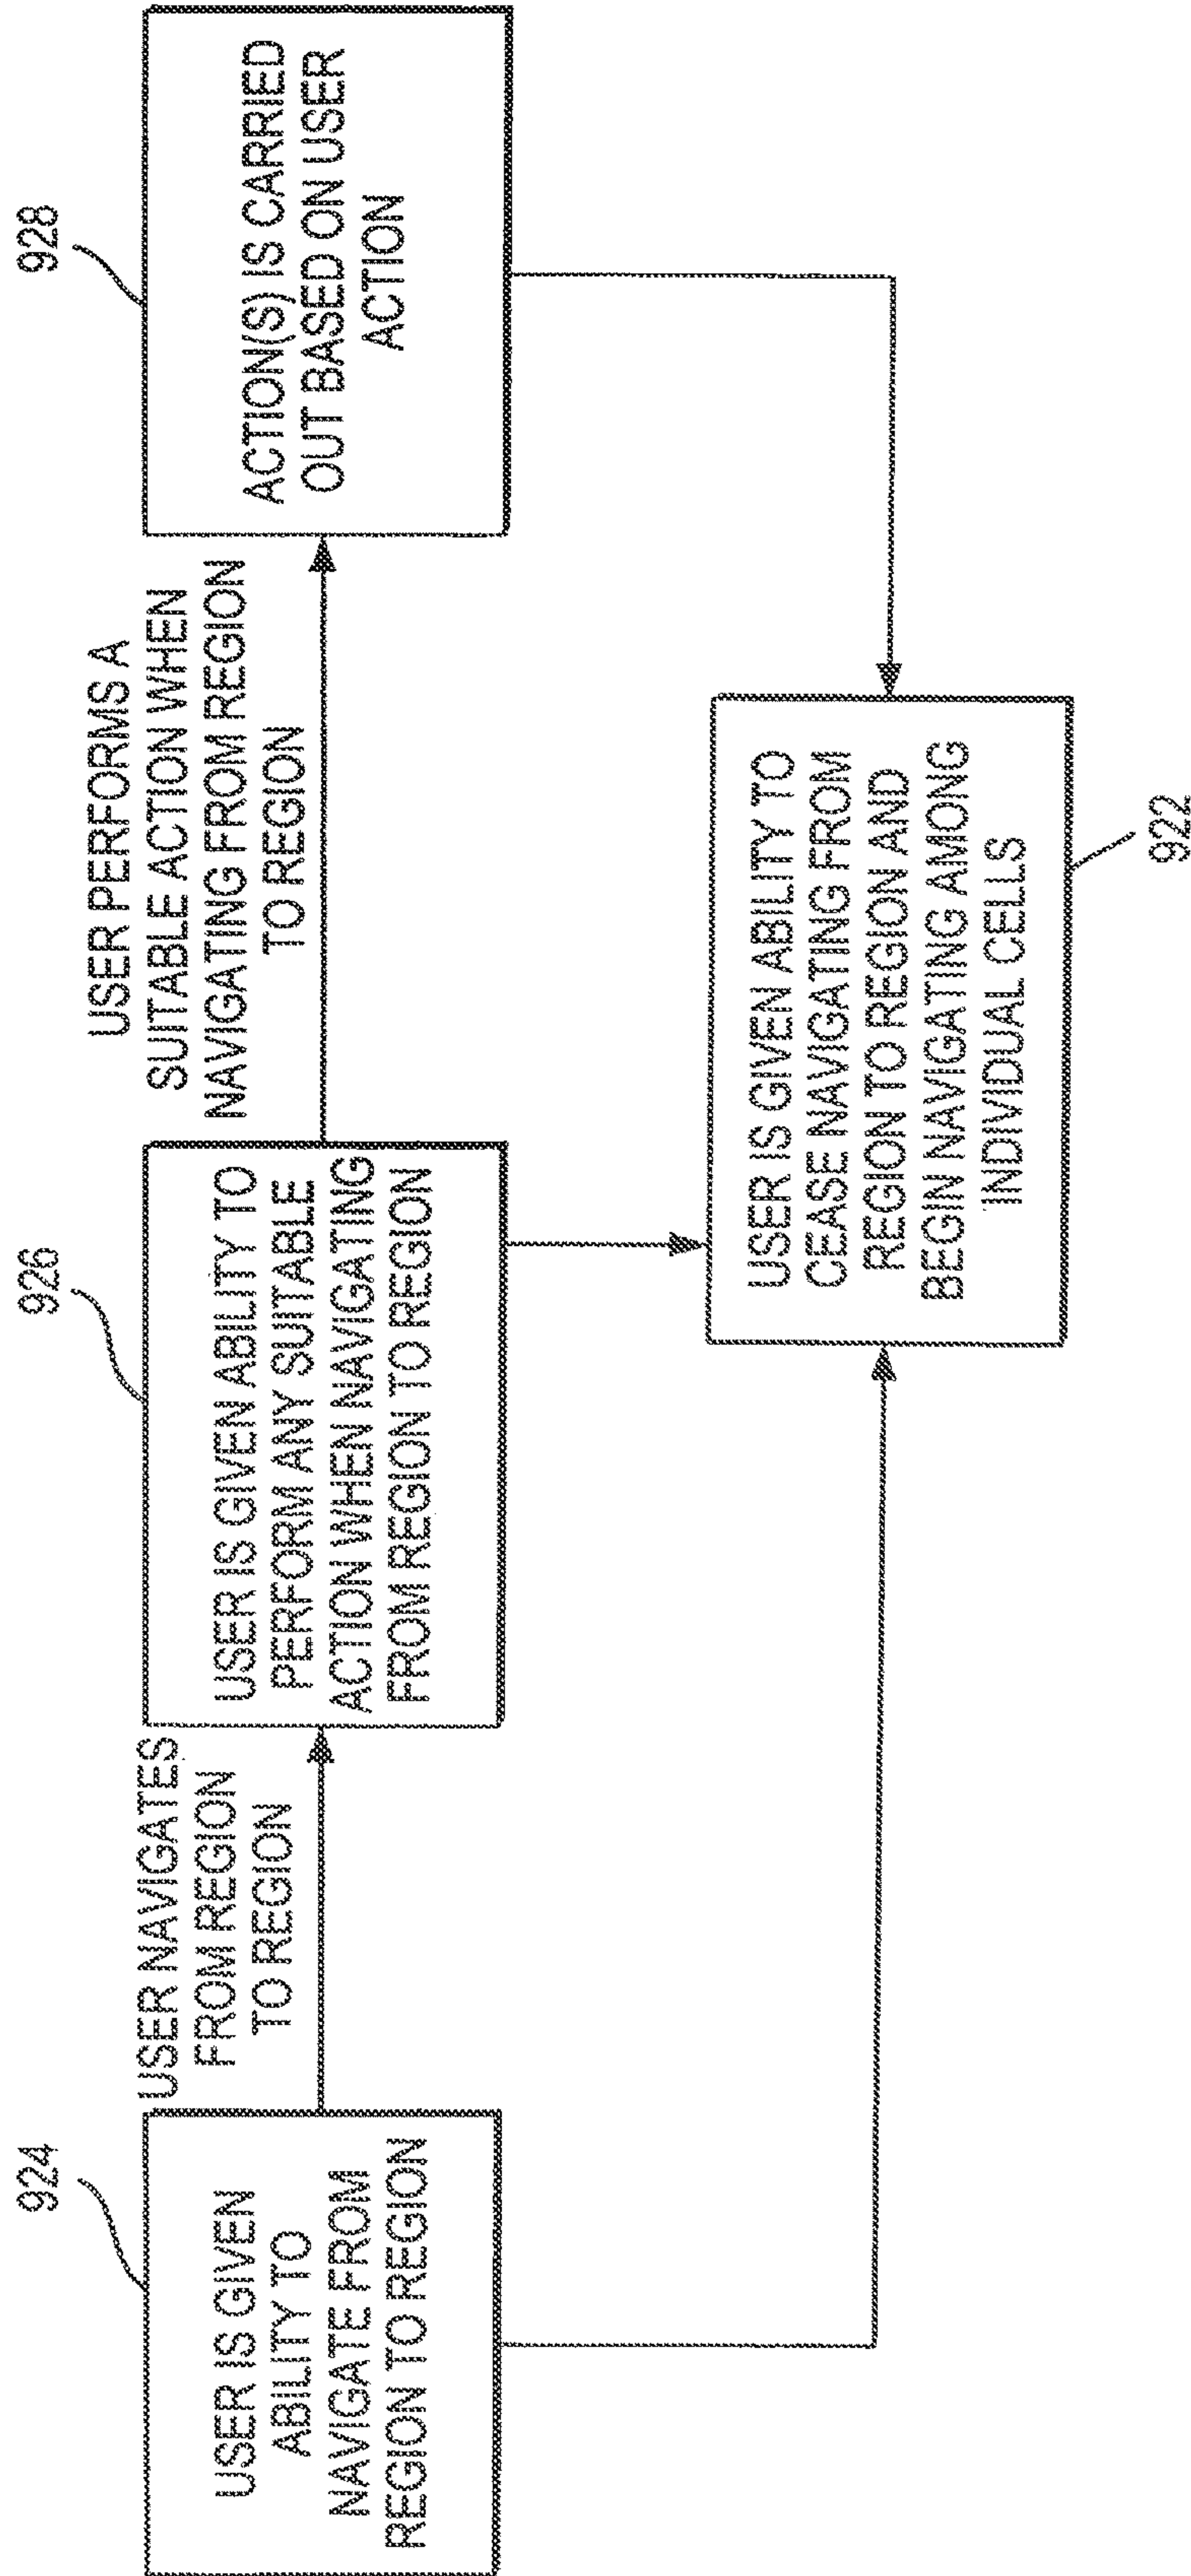 924
USER IS GIVEN
ABILITY TO
NAVIGATE FROM
REGION TO REGION
USER NAVIGATES
FROM REGION
TO REGION
926
USER IS GIVEN ABILITY TO
PERFORM ANY SUITABLE
ACTION WHEN NAVIGATING
FROM REGION TO REGION
USER PERFORMS A
SUITABLE ACTION WHEN
NAVIGATING FROM REGION
TO REGION
928
ACTION(S) IS CARRIED
OUT BASED ON USER
ACTION
USER IS GIVEN ABILITY TO
CEASE NAVIGATING FROM
REGION TO REGION AND
BEGIN NAVIGATING AMONG
INDIVIDUAL CELLS
922